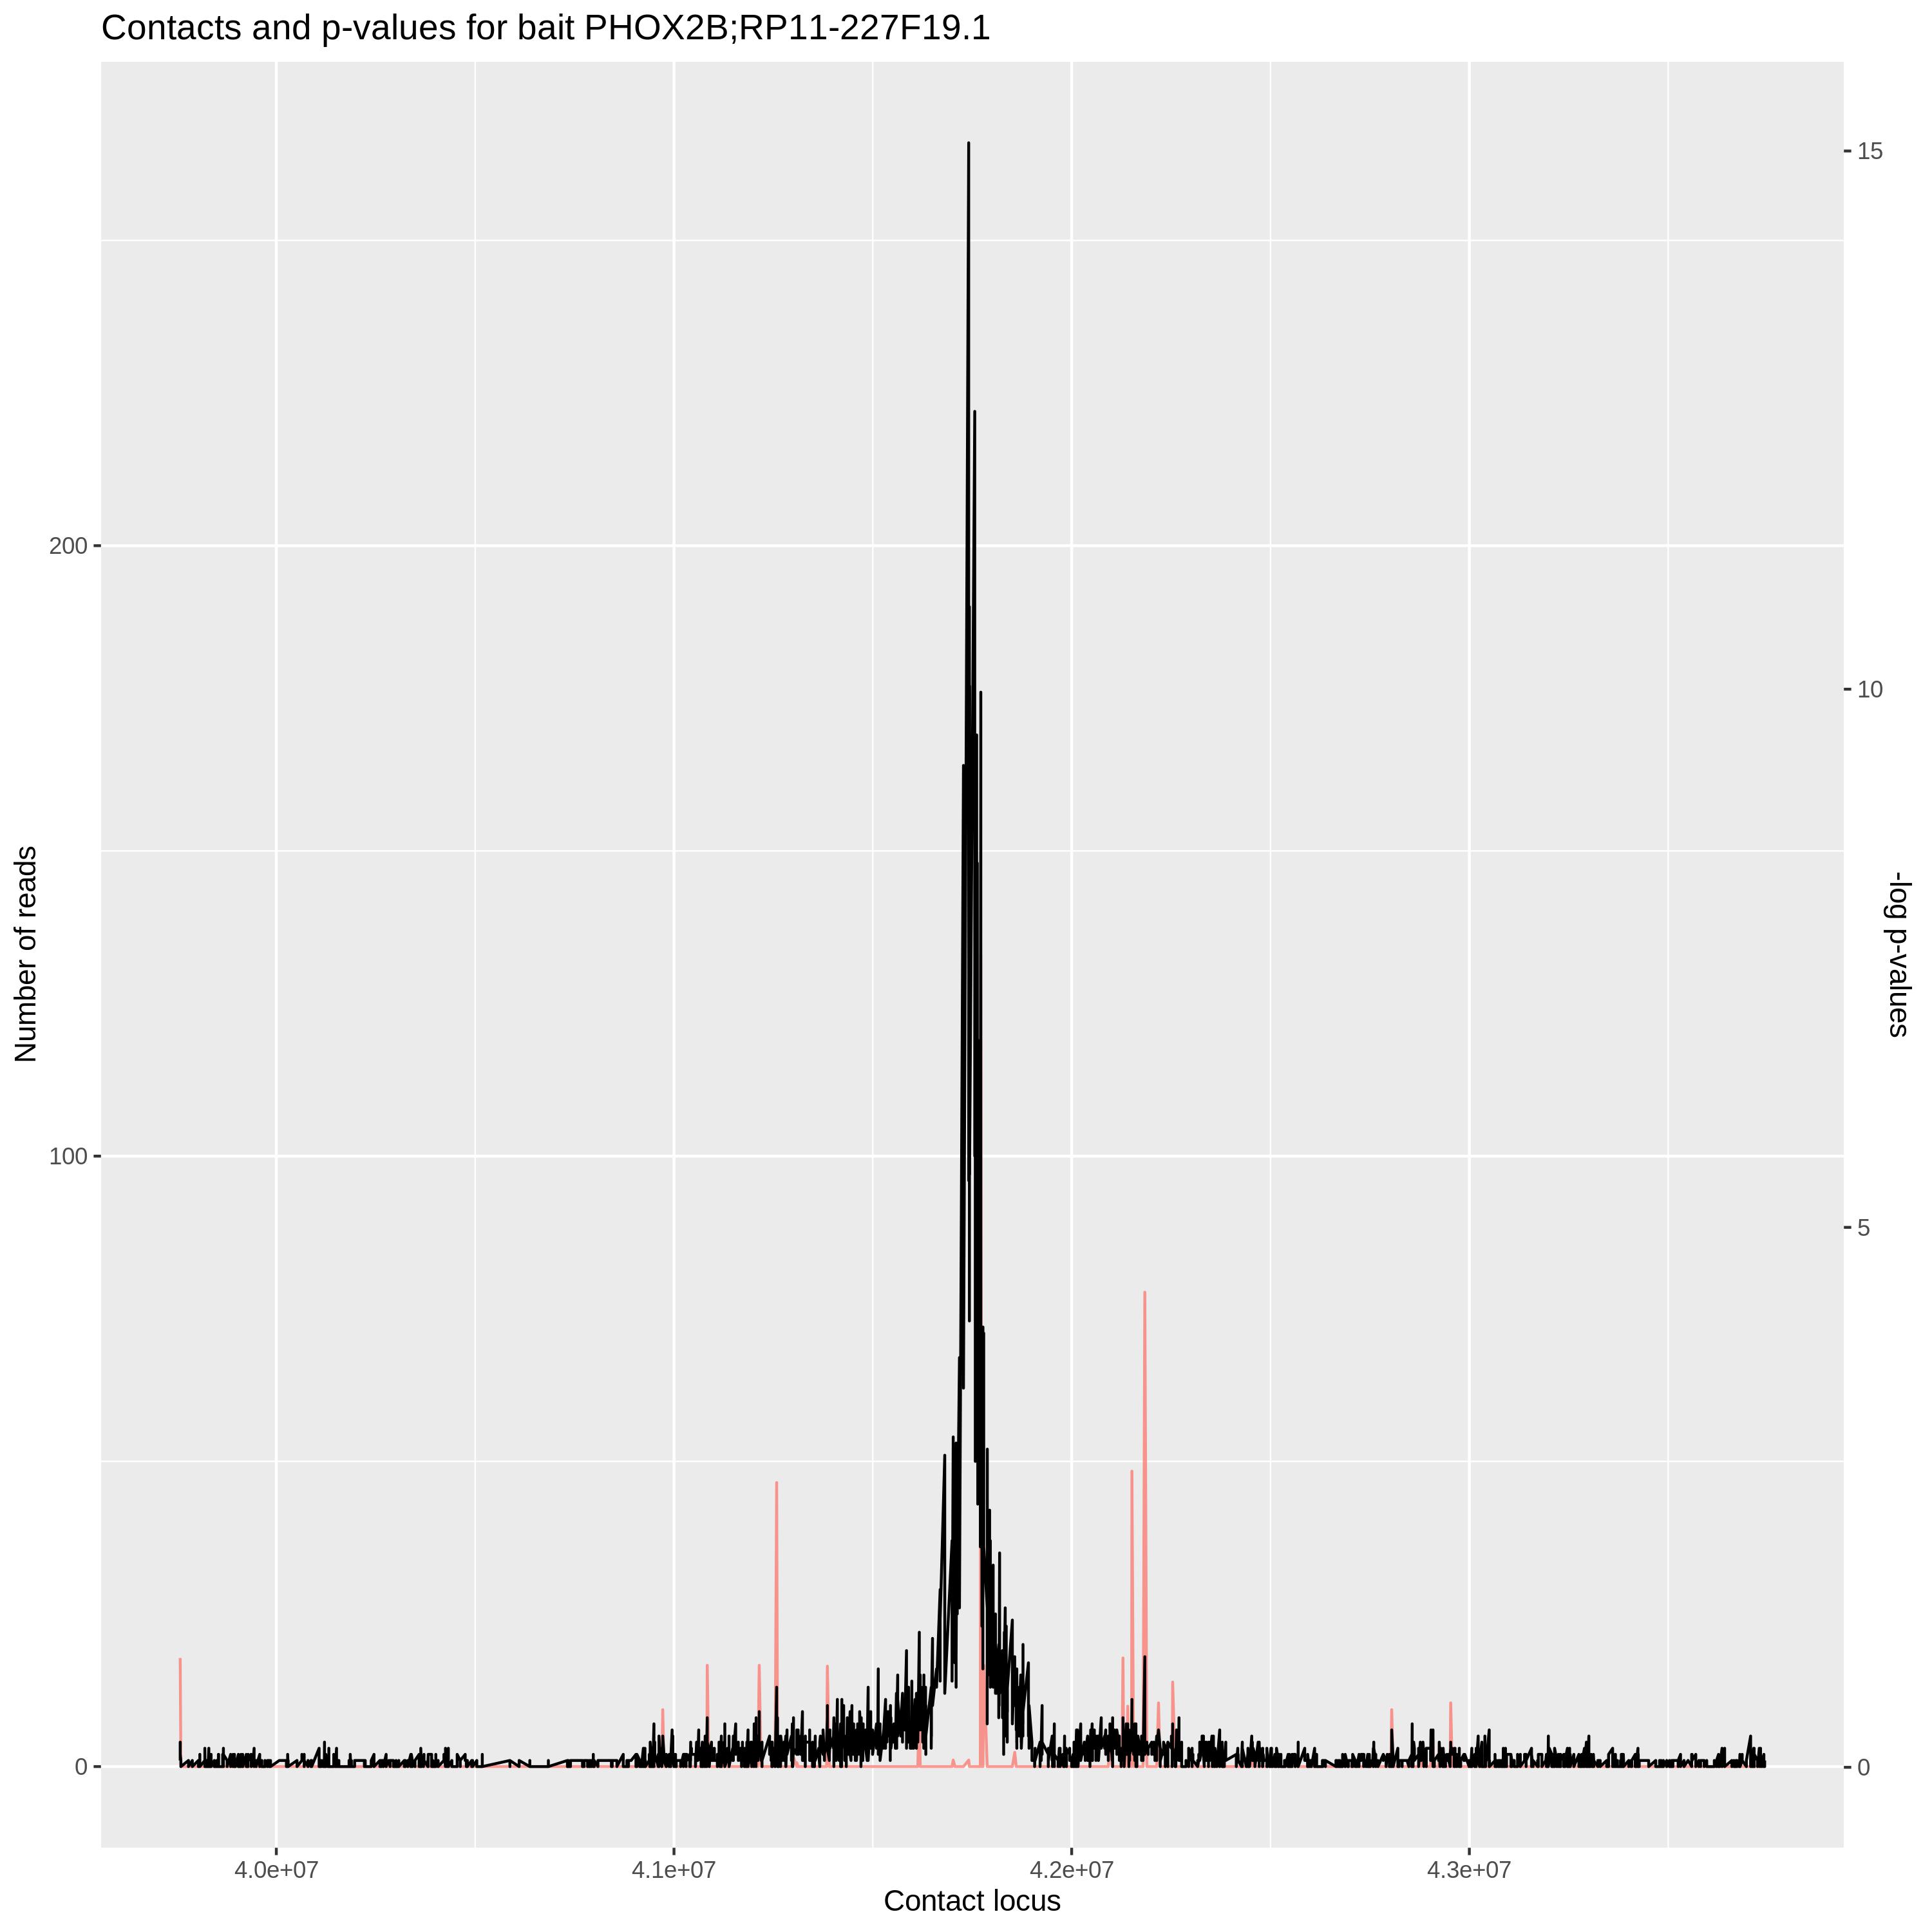 Contacts and p-values for bait PHOX2B;RP11-227F19.1
15
200
10
Number of reads
-log p-values
100
5
0
0
4.0e+07
4.1e+07
4.2e+07
4.3e+07
Contact locus